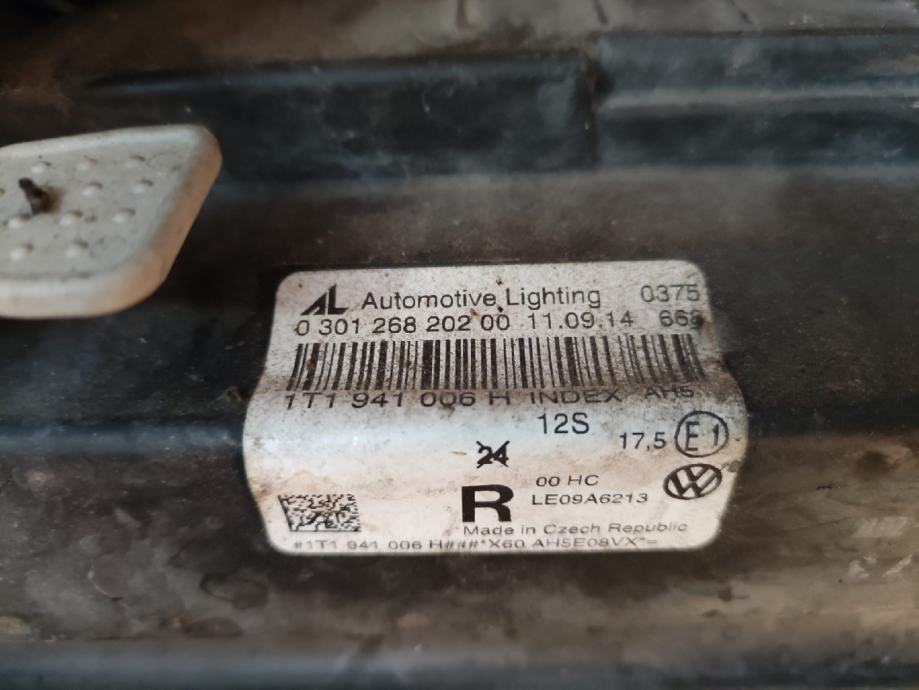 AL Automotive Lighting 0375
0 301 268 202 00 11.09.14 668
1T1 941 006 H INDEX AH5
12S
17,5 E1
24
R 00 HC
LE09A6213
VW
Made in Czech Republic
#1T1 941 006 H###*X60 AH5E08VX*=